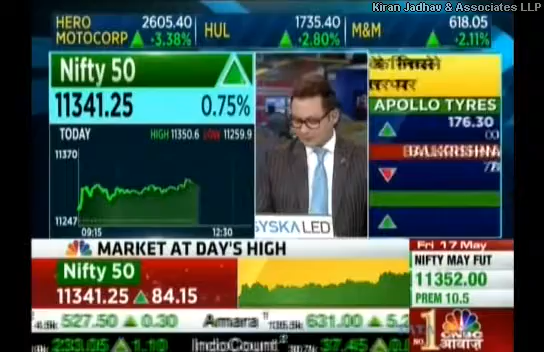 Kiran Jadhav & Associates LLP
HERO MOTOCORP 2605.40 +3.38%
HUL 1735.40 +2.80%
M&M 618.05 +2.11%
Nifty 50
11341.25 0.75%
TODAY HIGH 11350.6 LOW 11259.9
11370
11247
09:15 12:30
SYSKA LED
APOLLO TYRES
176.30
BALKRISHNA
MARKET AT DAY'S HIGH
Nifty 50
11341.25 84.15
Fri 17 May
NIFTY MAY FUT
11352.00
PREM 10.5
527.50 0.30 631.00
NO.1 CNBC आवाज़